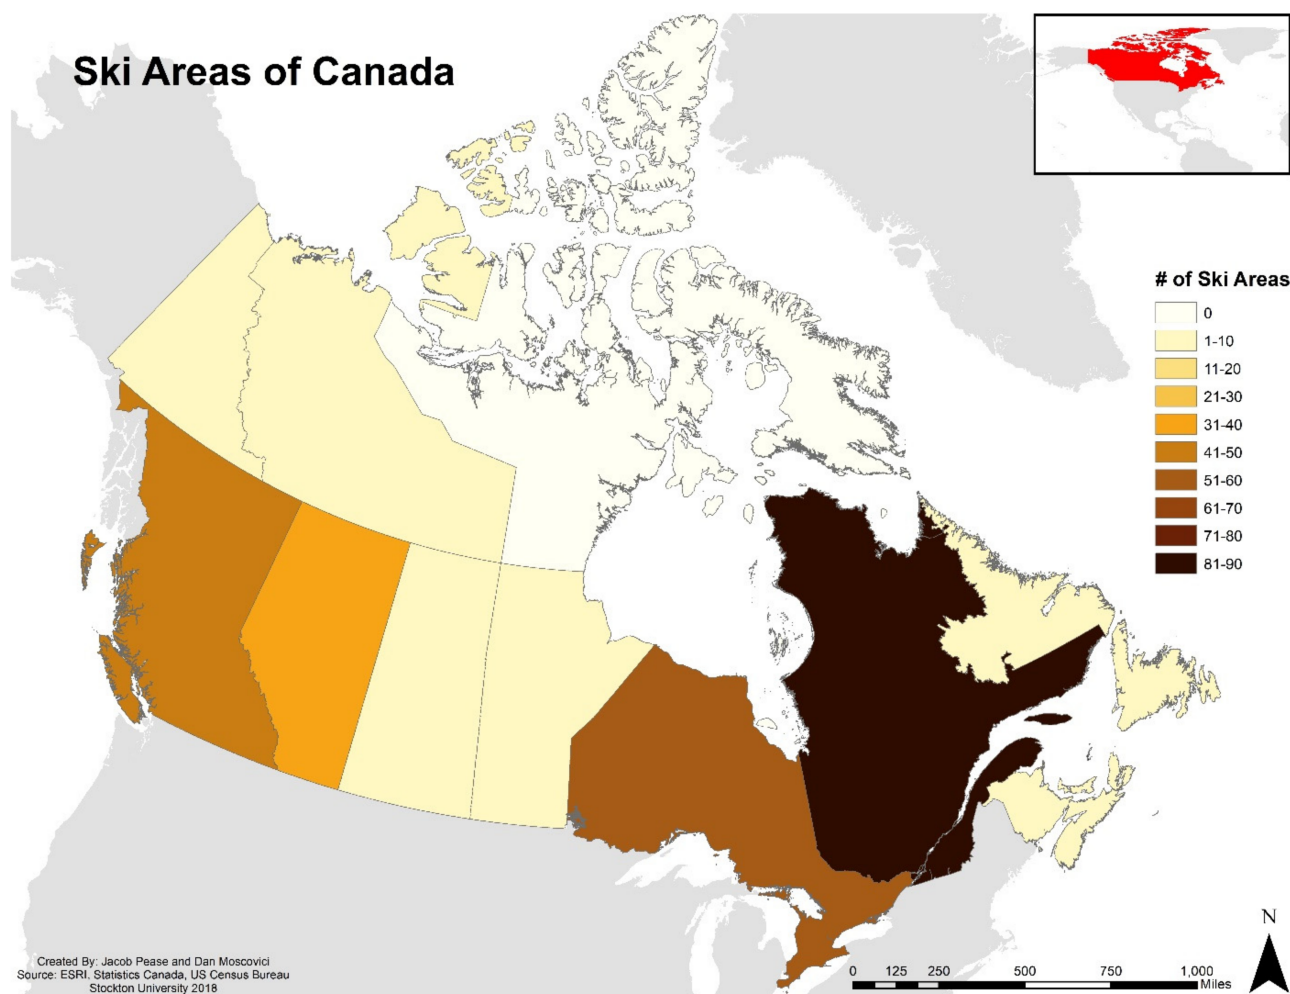 Ski Areas of Canada
# of Ski Areas
0
1-10
11-20
21-30
31-40
41-50
51-60
61-70
71-80
81-90
N
Created By: Jacob Pease and Dan Moscovici
Source: ESRI. Statistics Canada, US Census Bureau
Stockton University 2018
0 125 250 500 750 1,000
Miles